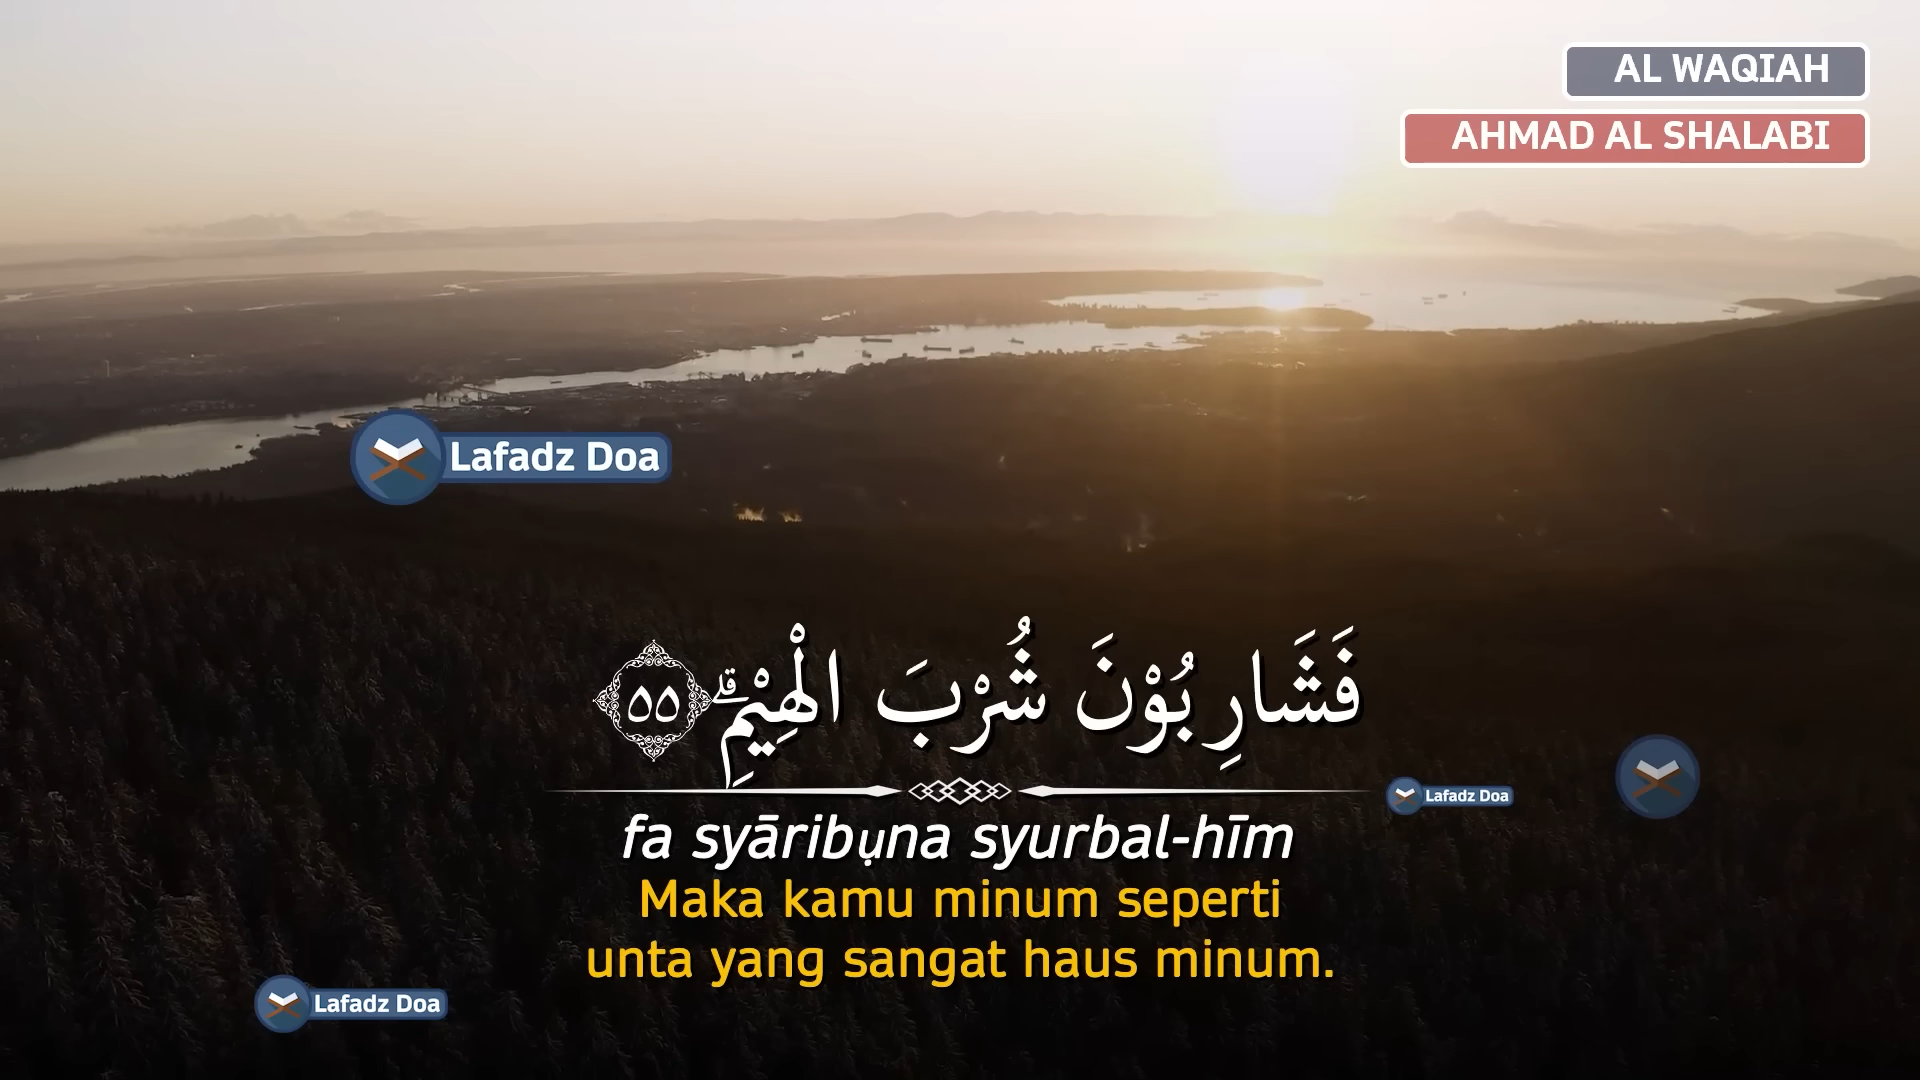 AL WAQIAH
AHMAD AL SHALABI
Lafadz Doa
فَشَارِبُوْنَ شُرْبَ الْهِيْمِۗ ٥٥
Lafadz Doa
fa syāribụna syurbal-hīm
Maka kamu minum seperti
unta yang sangat haus minum.
Lafadz Doa